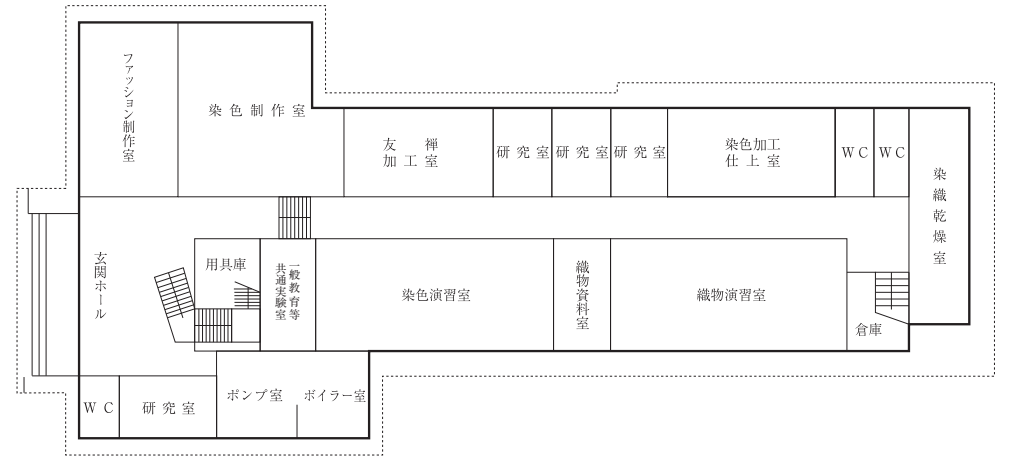 ファッション制作室
染色制作室
友禅
加工室
研究室
研究室
研究室
染色加工
仕上室
WC
WC
染織乾燥室
玄関ホール
用具庫
一般教育等
共通実験室
染色演習室
織物資料室
織物演習室
倉庫
WC
研究室
ポンプ室
ボイラー室